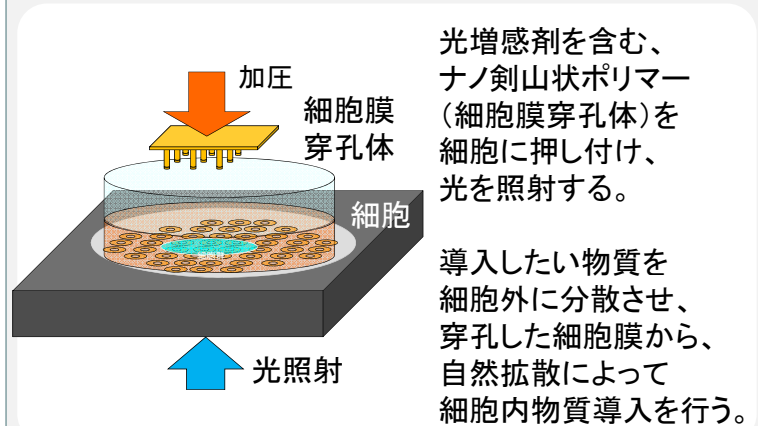 加圧
細胞膜
穿孔体
細胞
光照射
光増感剤を含む、
ナノ剣山状ポリマー
（細胞膜穿孔体）を
細胞に押し付け、
光を照射する。
導入したい物質を
細胞外に分散させ、
穿孔した細胞膜から、
自然拡散によって
細胞内物質導入を行う。